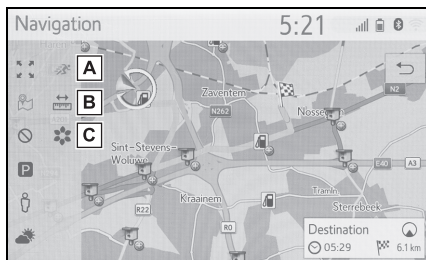 Navigation
5:21
A
B
C
P
Zaventem
N262
Nosse
N2
Sint-Stevens-
Woluwe
E40
A3
Kraainem
R22
R0
Tramln.
Sterrebeek
Destination
05:29
6.1 km